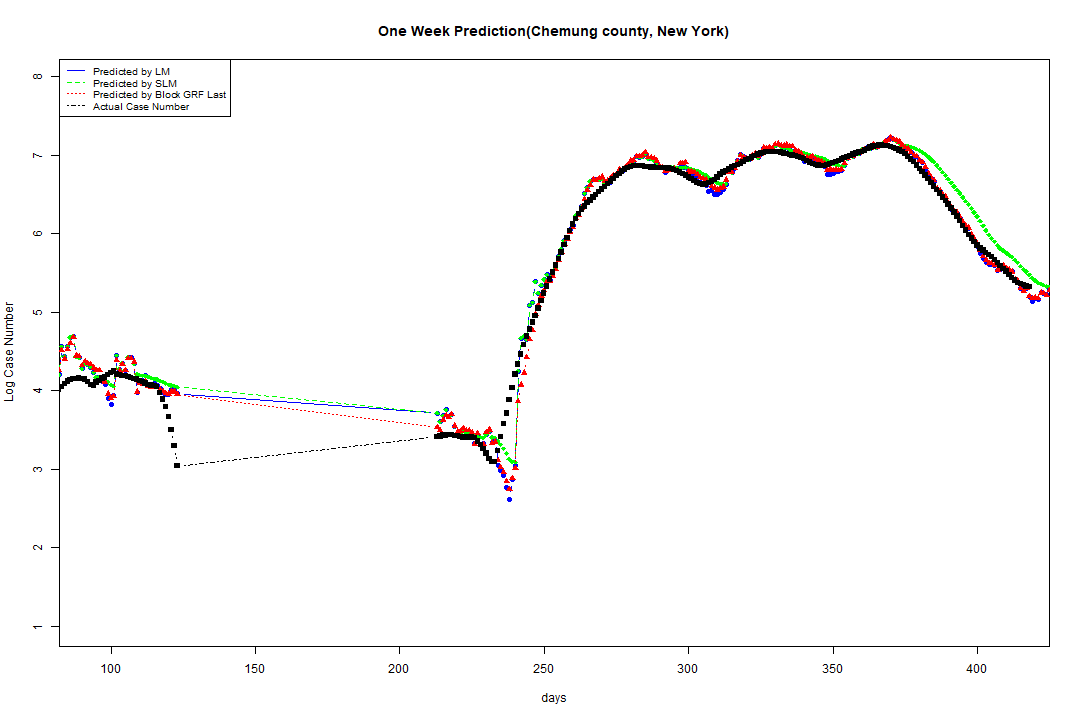 One Week Prediction(Chemung county, New York)
Predicted by LM
Predicted by SLM
Predicted by Block GRF Last
Actual Case Number
Log Case Number
8
7
6
5
4
3
2
1
100 150 200 250 300 350 400
days